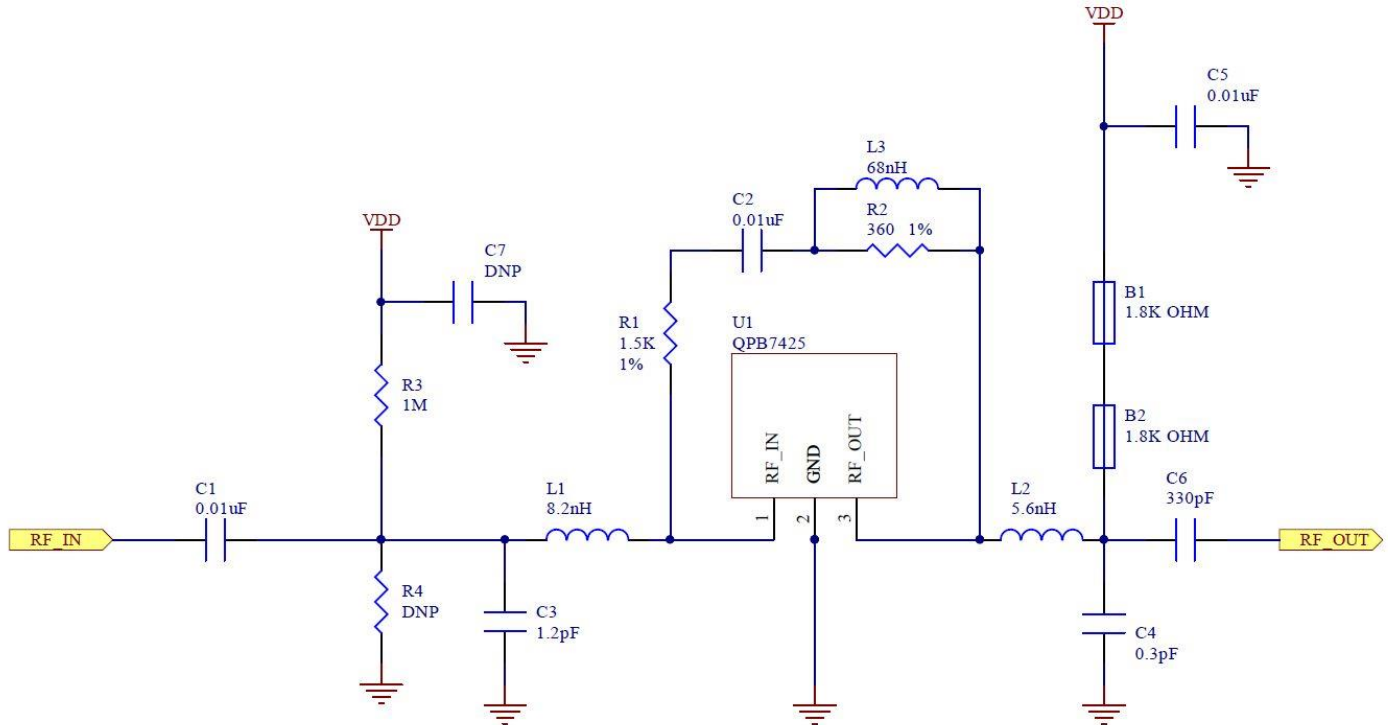 VDD
C5
0.01uF
L3
68nH
C2
0.01uF
R2
360 1%
VDD
C7
DNP
B1
1.8K OHM
R1
1.5K
1%
U1
QPB7425
R3
1M
B2
1.8K OHM
RF_IN
GND
RF_OUT
C1
0.01uF
L1
8.2nH
L2
5.6nH
C6
330pF
1
2
3
RF_IN
RF_OUT
R4
DNP
C3
1.2pF
C4
0.3pF